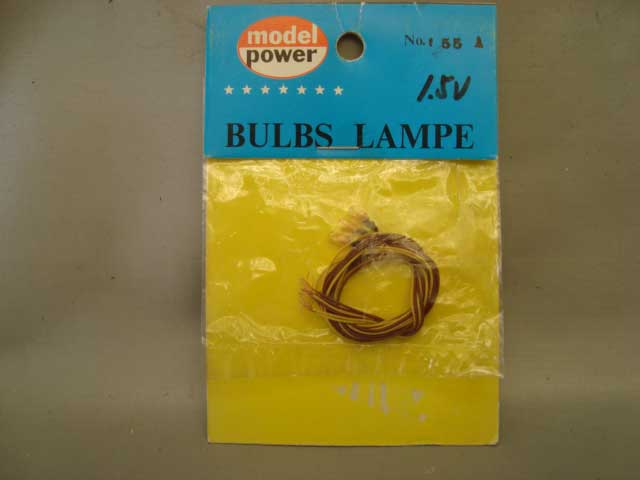 model
power
No. 155 A
1.5V
BULBS LAMPE